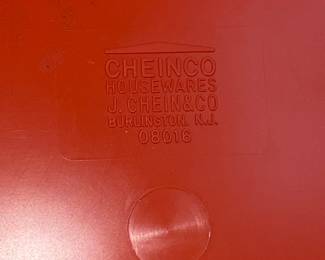 CHEINCO
HOUSEWARES
J. CHEIN & CO
BURLINGTON. N.J.
08016